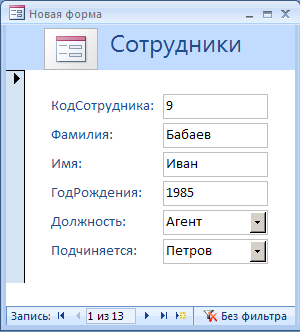 Новая форма
Сотрудники
КодСотрудника: 9
Фамилия: Бабаев
Имя: Иван
ГодРождения: 1985
Должность: Агент
Подчиняется: Петров
Запись: 1 из 13 Без фильтра